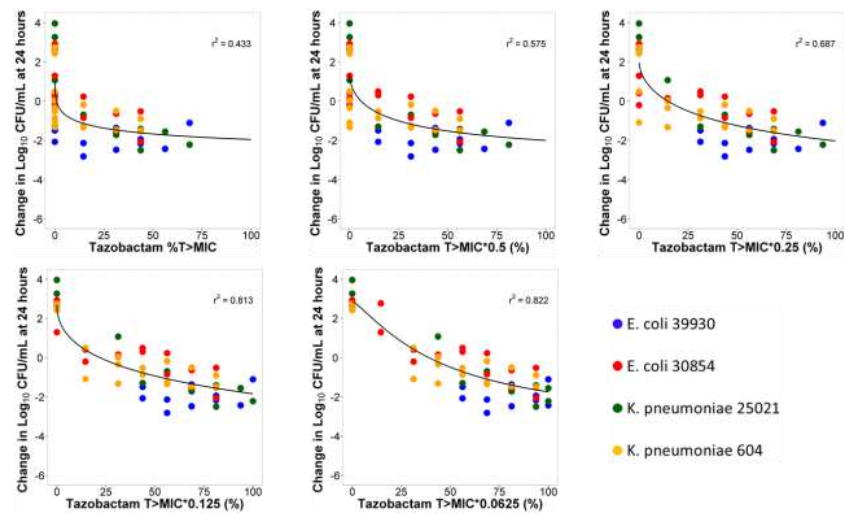 Change in Log10 CFU/mL at 24 hours
4
2
0
-2
-4
-6
r2 = 0.433
0 25 50 75 100
Tazobactam %T>MIC
Change in Log10 CFU/mL at 24 hours
4
2
0
-2
-4
-6
r2 = 0.575
0 25 50 75 100
Tazobactam T>MIC*0.5 (%)
Change in Log10 CFU/mL at 24 hours
4
2
0
-2
-4
-6
r2 = 0.687
0 25 50 75 100
Tazobactam T>MIC*0.25 (%)
Change in Log10 CFU/mL at 24 hours
4
2
0
-2
-4
-6
r2 = 0.813
0 25 50 75 100
Tazobactam T>MIC*0.125 (%)
Change in Log10 CFU/mL at 24 hours
4
2
0
-2
-4
-6
r2 = 0.822
0 25 50 75 100
Tazobactam T>MIC*0.0625 (%)
E. coli 39930
E. coli 30854
K. pneumoniae 25021
K. pneumoniae 604